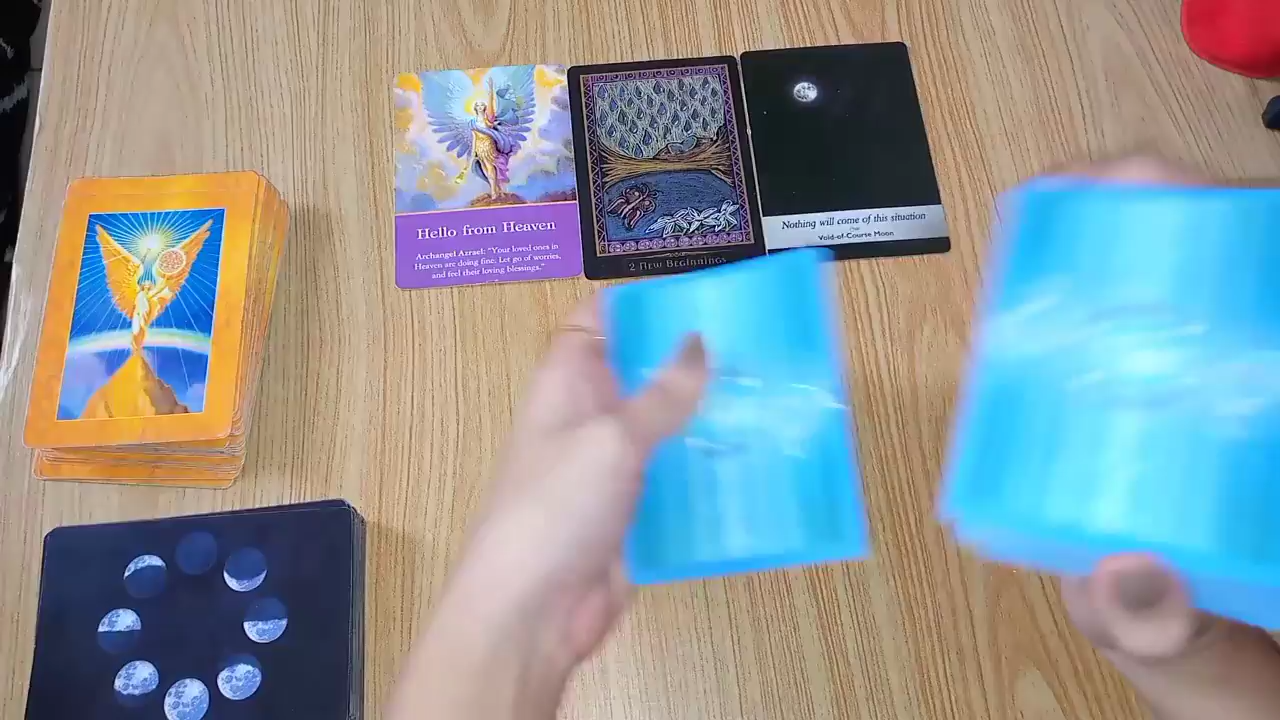 Hello from Heaven
Archangel Azrael: "Your loved ones in
Heaven are doing fine. Let go of worries,
and feel their loving blessings."
2 New Beginnings
Nothing will come of this situation
Void-of-Course Moon